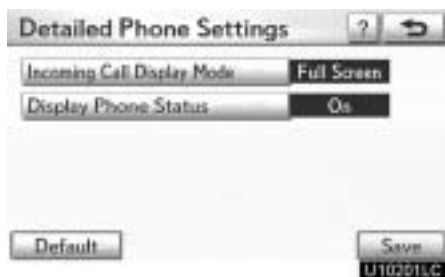 Detailed Phone Settings ?
Incoming Call Display Mode Full Screen
Display Phone Status On
Default Save
U10201LC